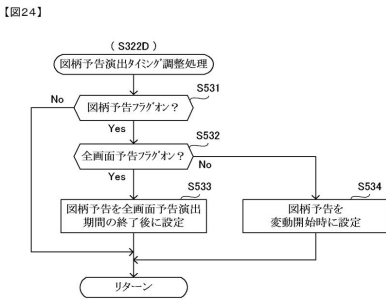 【図24】
(S322D)
図柄予告演出タイミング調整処理
S531
図柄予告フラグオン?
No
Yes
S532
全画面予告フラグオン?
No
Yes
S533
図柄予告を全画面予告演出
期間の終了後に設定
S534
図柄予告を
変動開始時に設定
リターン